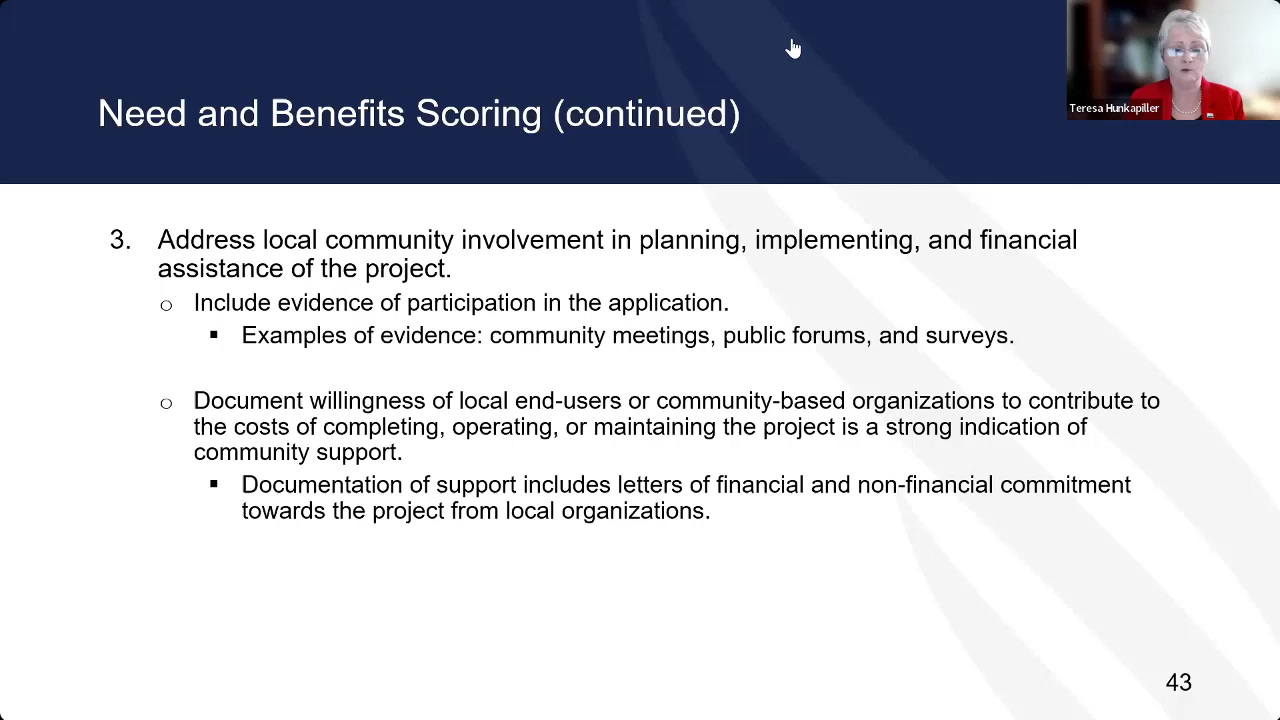 Teresa Hunkapiller
Need and Benefits Scoring (continued)
3. Address local community involvement in planning, implementing, and financial
assistance of the project.
o Include evidence of participation in the application.
▪ Examples of evidence: community meetings, public forums, and surveys.
o Document willingness of local end-users or community-based organizations to contribute to
the costs of completing, operating, or maintaining the project is a strong indication of
community support.
▪ Documentation of support includes letters of financial and non-financial commitment
towards the project from local organizations.
43